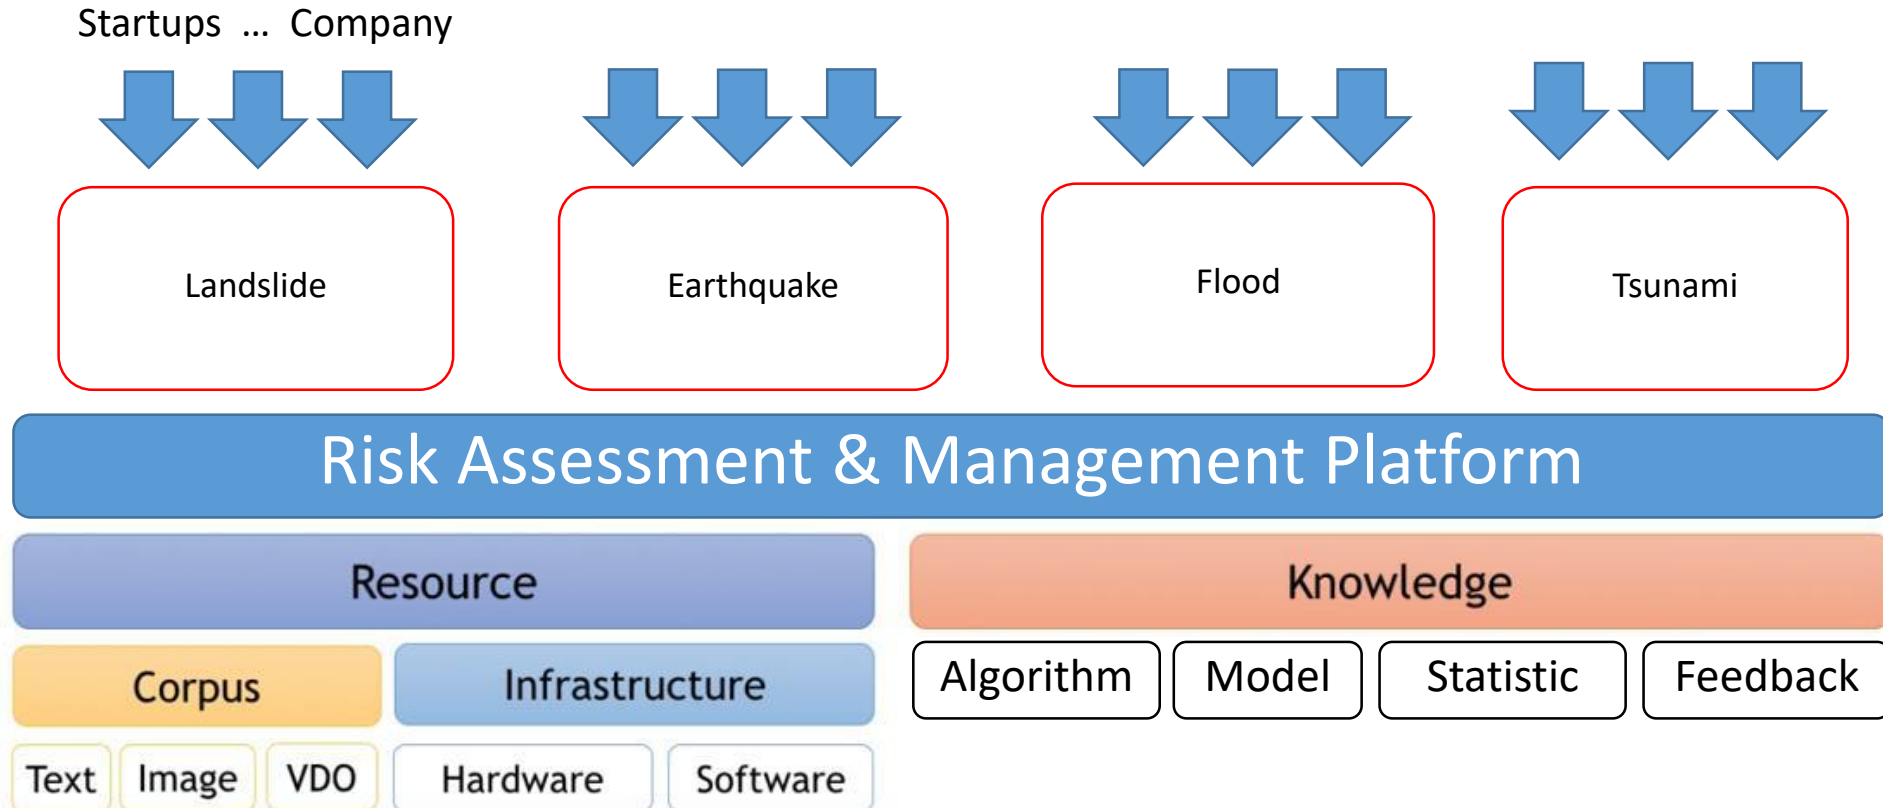 Startups ... Company
Landslide
Earthquake
Flood
Tsunami
Risk Assessment & Management Platform
Resource
Knowledge
Corpus
Infrastructure
Algorithm
Model
Statistic
Feedback
Text
Image
VDO
Hardware
Software